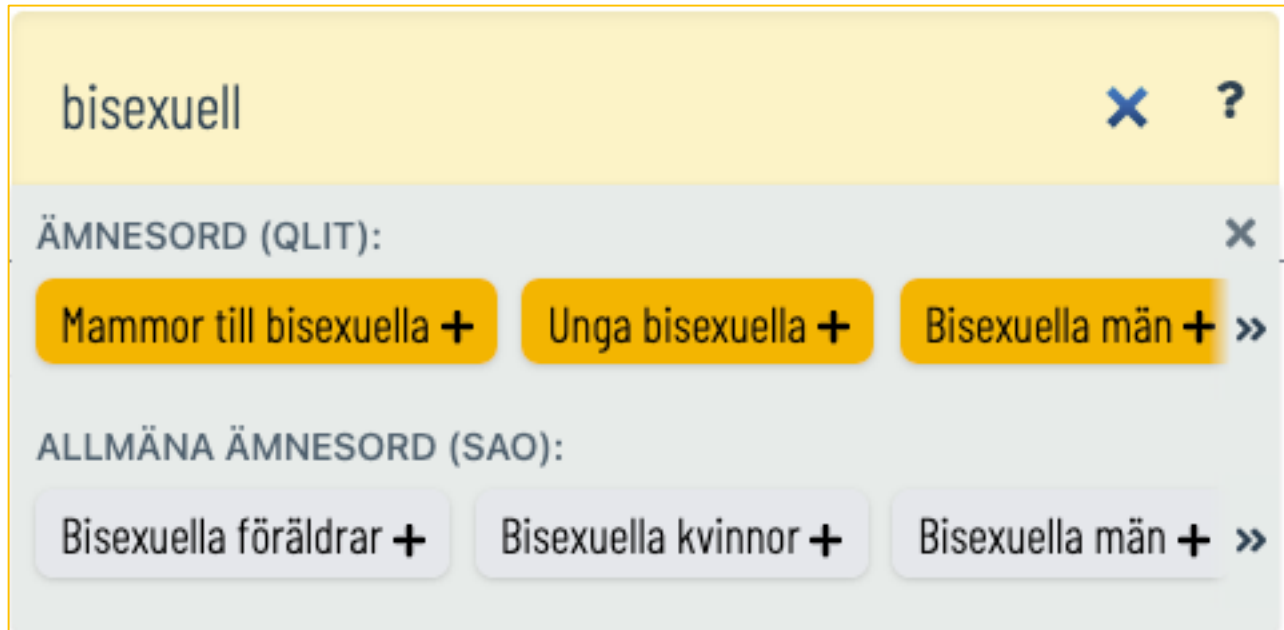 bisexuell ?
ÄMNESORD (QLIT):
Mammor till bisexuella + Unga bisexuella + Bisexuella män + »
ALLMÄNA ÄMNESORD (SAO):
Bisexuella föräldrar + Bisexuella kvinnor + Bisexuella män + »